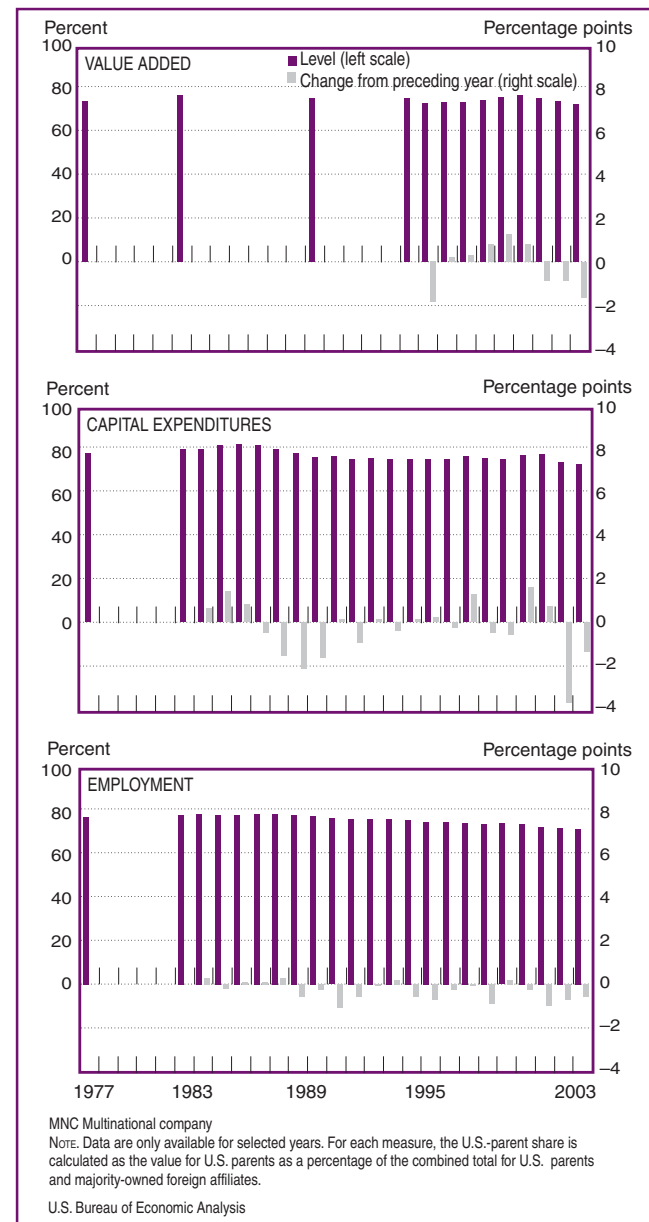 Percent Percentage points
100 10
VALUE ADDED
Level (left scale)
Change from preceding year (right scale)
80 8
60 6
40 4
20 2
0 0
–2
–4
Percent Percentage points
100 10
CAPITAL EXPENDITURES
80 8
60 6
40 4
20 2
0 0
–2
–4
Percent Percentage points
100 10
EMPLOYMENT
80 8
60 6
40 4
20 2
0 0
–2
–4
1977 1983 1989 1995 2003
MNC Multinational company
NOTE. Data are only available for selected years. For each measure, the U.S.-parent share is
calculated as the value for U.S. parents as a percentage of the combined total for U.S. parents
and majority-owned foreign affiliates.
U.S. Bureau of Economic Analysis